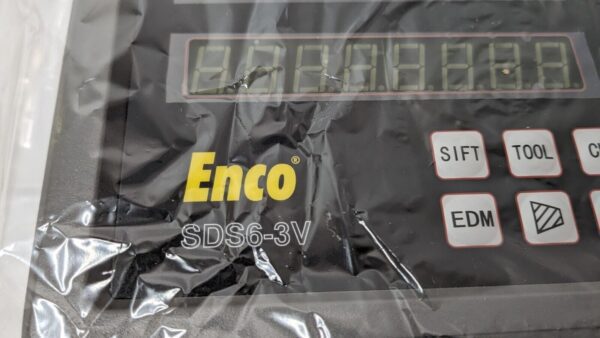 SIFT TOOL
Enco®
EDM
SDS6-3V